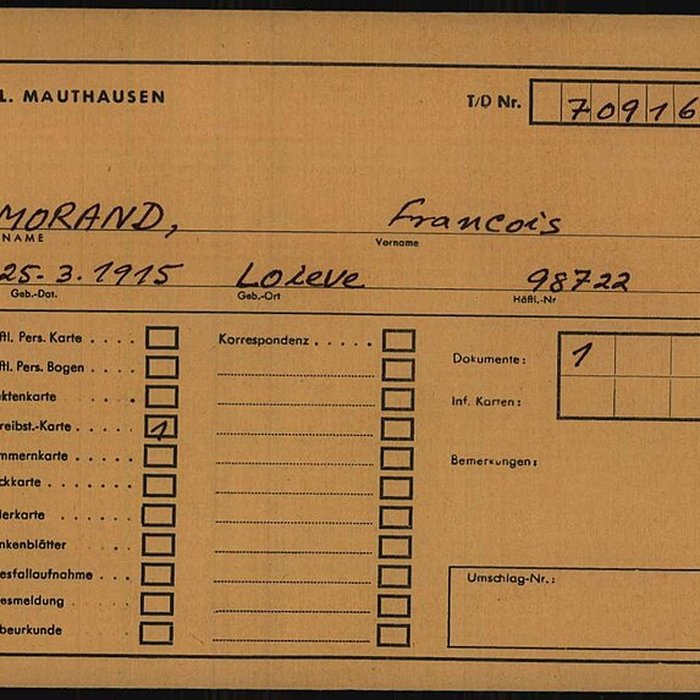 L. MAUTHAUSEN T/D Nr. 70916
MORAND, Francois
NAME Vorname
25. 3. 1915 Loieve 98722
Geb.-Dat. Geb.-Ort Häftl.-Nr
ftl. Pers. Karte . . . . Korrespondenz . . . . . Dokumente: 1
ftl. Pers. Bogen . . . .
ktenkarte . Inf. Karten:
reibst.-Karte . . . . . 1
mmernkarte . . . . . Bemerkungen:
ckkarte . . . . .
lerkarte . . . . .
nkenblätter
esfallaufnahme . . . Umschlag-Nr.:
esmeldung
beurkunde